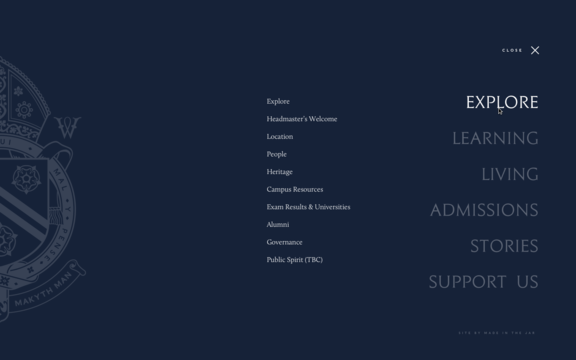 CLOSE
EXPLORE
LEARNING
LIVING
ADMISSIONS
STORIES
SUPPORT US
Explore
Headmaster's Welcome
Location
People
Heritage
Campus Resources
Exam Results & Universities
Alumni
Governance
Public Spirit (TBC)
MAKYTH MAN